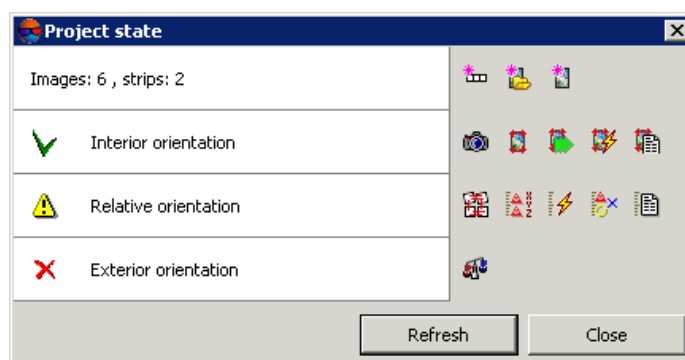 Project state
Images: 6 , strips: 2
Interior orientation
Relative orientation
Exterior orientation
Refresh
Close